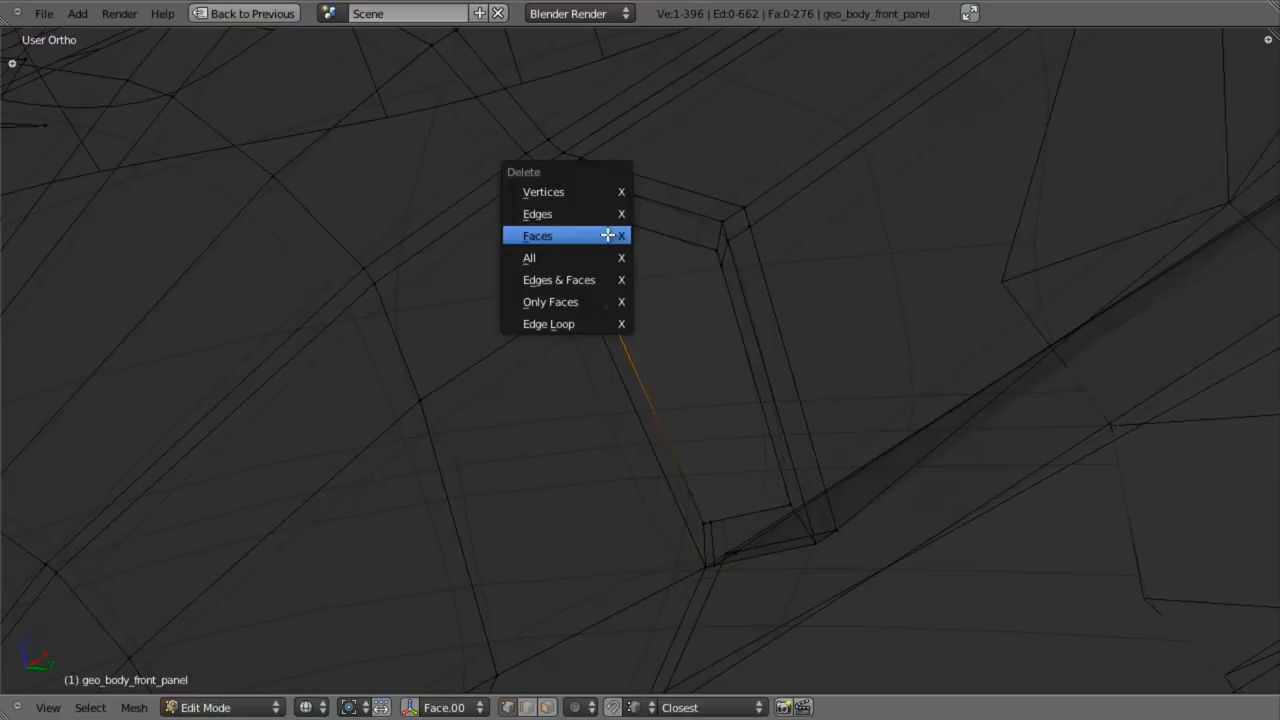 File Add Render Help Back to Previous Scene Blender Render Ve:1-396 | Ed:0-662 | Fa:0-276 | geo_body_front_panel
User Ortho
Delete
Vertices X
Edges X
Faces X
All X
Edges & Faces X
Only Faces X
Edge Loop X
(1) geo_body_front_panel
View Select Mesh Edit Mode Face.00 Closest